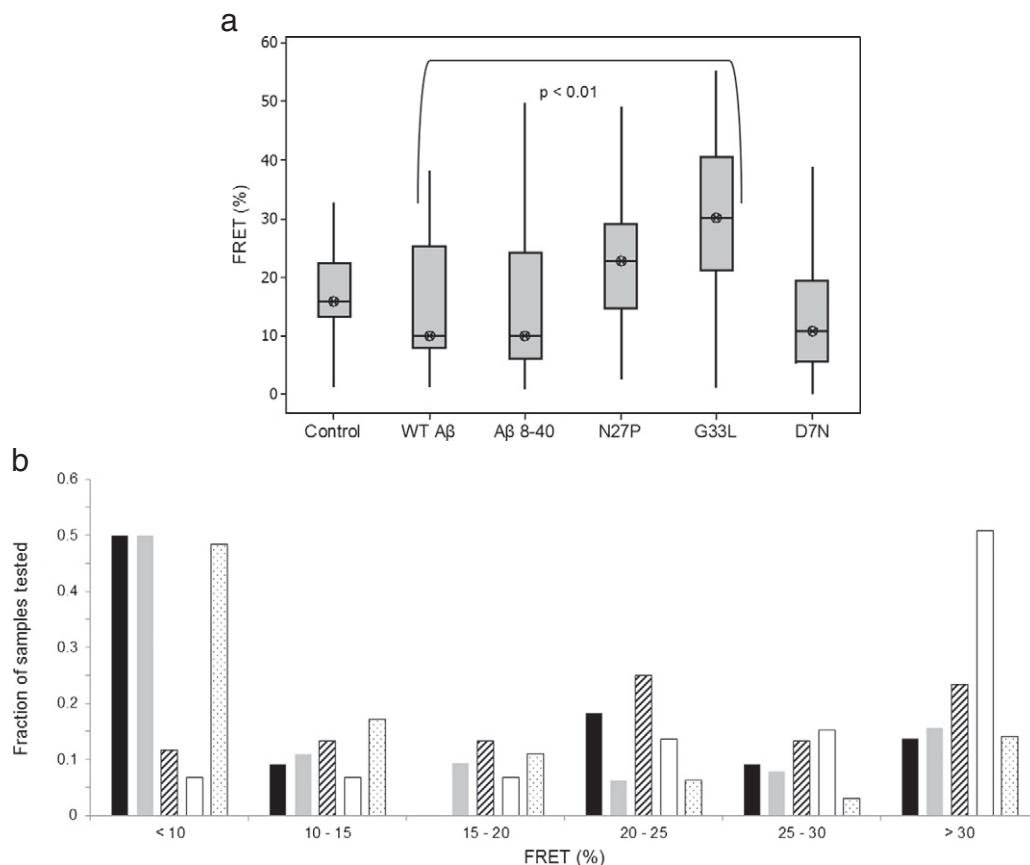 a
60
50
40
30
20
10
0
FRET (%)
p < 0.01
Control WT Aβ Aβ 8-40 N27P G33L D7N
b
0.6
0.5
0.4
0.3
0.2
0.1
0
Fraction of samples tested
< 10 10 - 15 15 - 20 20 - 25 25 - 30 > 30
FRET (%)